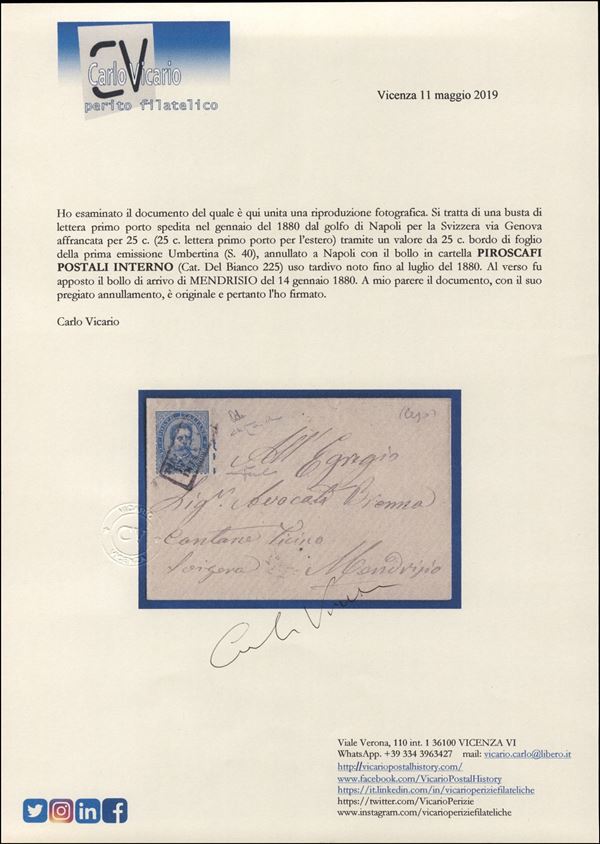 CV
Carlo Vicario
perito filatelico
Vicenza 11 maggio 2019
Ho esaminato il documento del quale è qui unita una riproduzione fotografica. Si tratta di una busta di
lettera primo porto spedita nel gennaio del 1880 dal golfo di Napoli per la Svizzera via Genova
affrancata per 25 c. (25 c. lettera primo porto per l'estero) tramite un valore da 25 c. bordo di foglio
della prima emissione Umbertina (S. 40), annullato a Napoli con il bollo in cartella PIROSCAFI
POSTALI INTERNO (Cat. Del Bianco 225) uso tardivo noto fino al luglio del 1880. Al verso fu
apposto il bollo di arrivo di MENDRISIO del 14 gennaio 1880. A mio parere il documento, con il suo
pregiato annullamento, è originale e pertanto l'ho firmato.
Carlo Vicario
All'Egregio
Sig.r Avocato
Cantone Ticino
Svizera Mendrisio
VICARIO
CV
VICENZA
Carlo Vicario
Viale Verona, 110 int. 1 36100 VICENZA VI
WhatsApp. +39 334 3963427 mail: vicario.carlo@libero.it
http://vicariopostalhistory.com/
www.facebook.com/VicarioPostalHistory
https://it.linkedin.com/in/vicarioperiziefilateliche
https://twitter.com/VicarioPerizie
www.instagram.com/vicarioperiziefilateliche